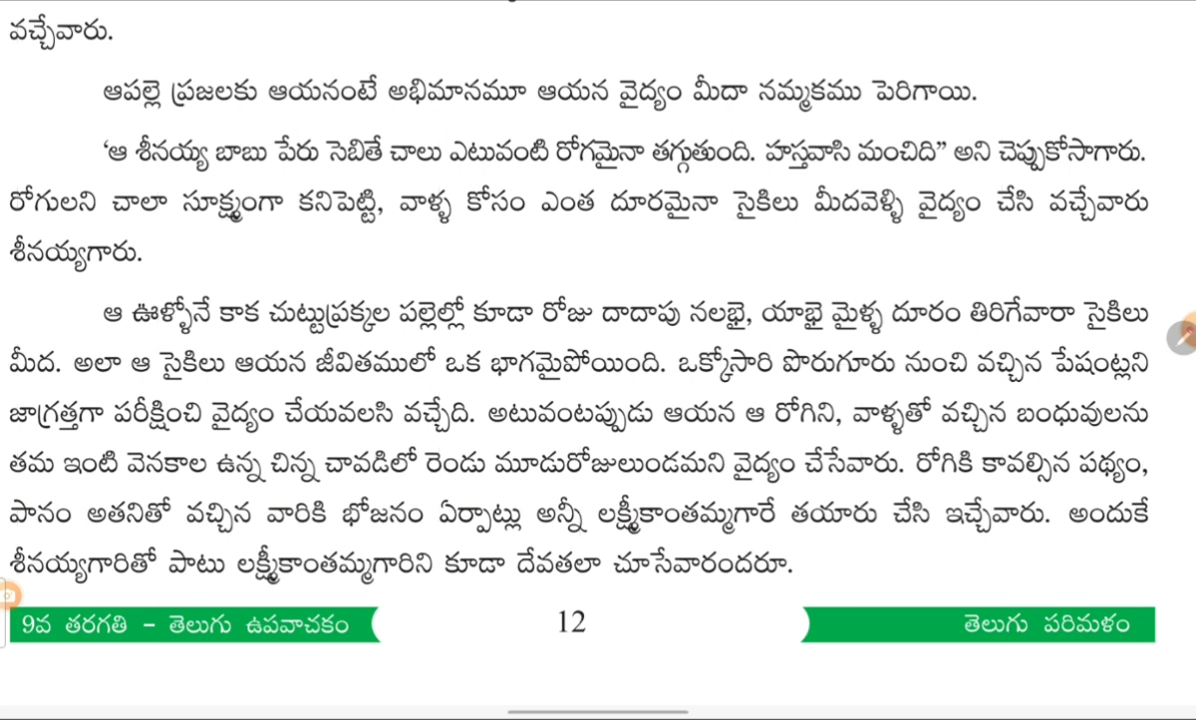 వచ్చేవారు.
ఆపల్లె ప్రజలకు ఆయనంటే అభిమానమూ ఆయన వైద్యం మీదా నమ్మకము పెరిగాయి.
‘ఆ శీనయ్య బాబు పేరు సెబితే చాలు ఎటువంటి రోగమైనా తగ్గుతుంది. హస్తవాసి మంచిది” అని చెప్పుకోసాగారు.
రోగులని చాలా సూక్ష్మంగా కనిపెట్టి, వాళ్ళ కోసం ఎంత దూరమైనా సైకిలు మీదవెళ్ళి వైద్యం చేసి వచ్చేవారు
శీనయ్యగారు.
ఆ ఊళ్ళోనే కాక చుట్టుప్రక్కల పల్లెల్లో కూడా రోజు దాదాపు నలభై, యాభై మైళ్ళ దూరం తిరిగేవారా సైకిలు
మీద. అలా ఆ సైకిలు ఆయన జీవితములో ఒక భాగమైపోయింది. ఒక్కోసారి పొరుగూరు నుంచి వచ్చిన పేషంట్లని
జాగ్రత్తగా పరీక్షించి వైద్యం చేయవలసి వచ్చేది. అటువంటప్పుడు ఆయన ఆ రోగిని, వాళ్ళతో వచ్చిన బంధువులను
తమ ఇంటి వెనకాల ఉన్న చిన్న చావడిలో రెండు మూడురోజులుండమని వైద్యం చేసేవారు. రోగికి కావల్సిన పథ్యం,
పానం అతనితో వచ్చిన వారికి భోజనం ఏర్పాట్లు అన్నీ లక్ష్మీకాంతమ్మగారే తయారు చేసి ఇచ్చేవారు. అందుకే
శీనయ్యగారితో పాటు లక్ష్మీకాంతమ్మగారిని కూడా దేవతలా చూసేవారందరూ.
9వ తరగతి – తెలుగు ఉపవాచకం 12 తెలుగు పరిమళం